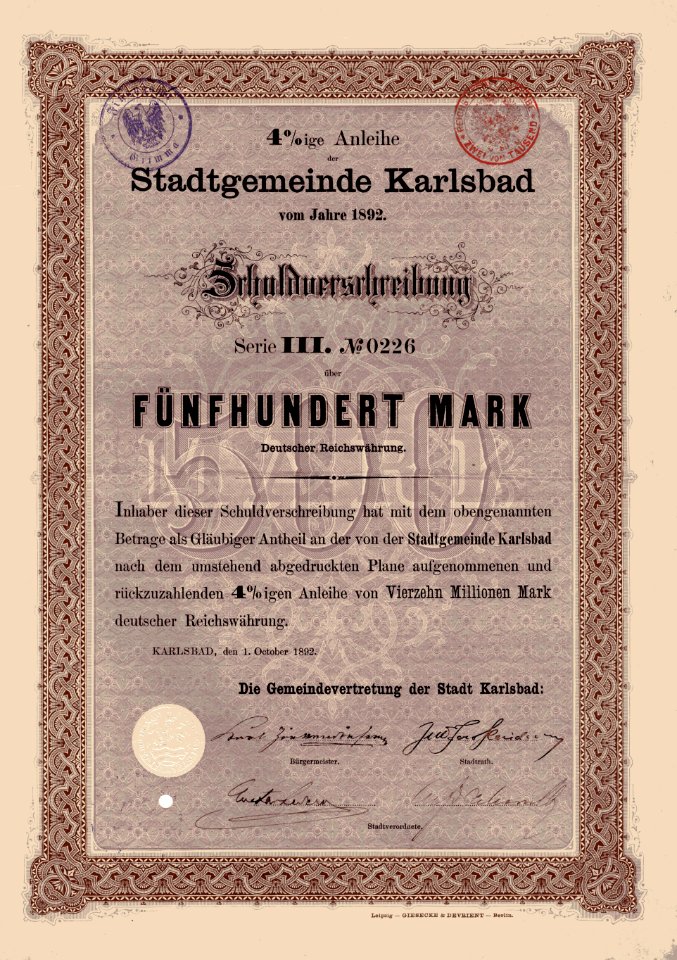 4%ige Anleihe
der
Stadtgemeinde Karlsbad
vom Jahre 1892.
Schuldverschreibung
Serie III. No 0226
über
FÜNFHUNDERT MARK
Deutscher Reichswährung.
500
Inhaber dieser Schuldverschreibung hat mit dem obengenannten
Betrage als Gläubiger Antheil an der von der Stadtgemeinde Karlsbad
nach dem umstehend abgedruckten Plane aufgenommenen und
rückzuzahlenden 4%igen Anleihe von Vierzehn Millionen Mark
deutscher Reichswährung.
KARLSBAD, den 1. October 1892.
Die Gemeindevertretung der Stadt Karlsbad:
Bürgermeister.
Stadtrath.
Stadtverordnete.
Leipzig — GIESECKE & DEVRIENT — Berlin.